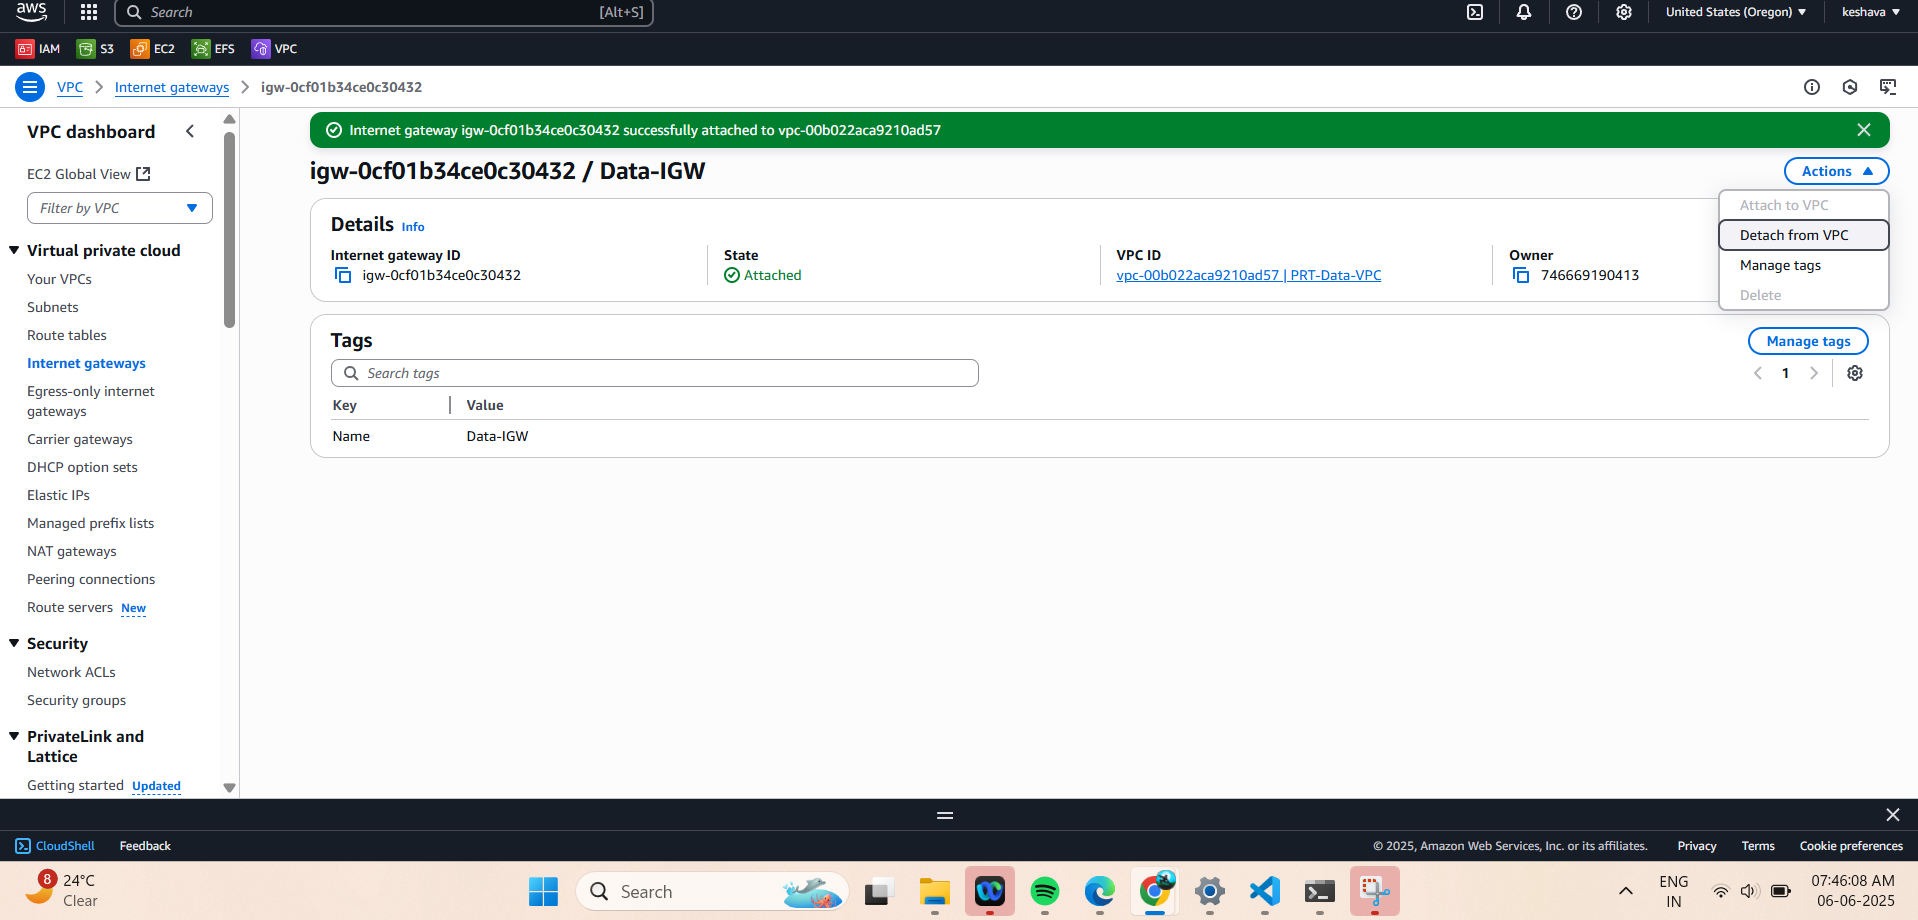 aws
Search [Alt+S]
United States (Oregon)
keshava
IAM S3 EC2 EFS VPC
VPC Internet gateways igw-0cf01b34ce0c30432
VPC dashboard
EC2 Global View
Filter by VPC
Virtual private cloud
Your VPCs
Subnets
Route tables
Internet gateways
Egress-only internet
gateways
Carrier gateways
DHCP option sets
Elastic IPs
Managed prefix lists
NAT gateways
Peering connections
Route servers New
Security
Network ACLs
Security groups
PrivateLink and
Lattice
Getting started Updated
Internet gateway igw-0cf01b34ce0c30432 successfully attached to vpc-00b022aca9210ad57
igw-0cf01b34ce0c30432 / Data-IGW
Actions
Attach to VPC
Detach from VPC
Manage tags
Delete
Details Info
Internet gateway ID
igw-0cf01b34ce0c30432
State
Attached
VPC ID
vpc-00b022aca9210ad57 | PRT-Data-VPC
Owner
746669190413
Tags
Manage tags
Search tags
1
Key Value
Name Data-IGW
CloudShell Feedback
© 2025, Amazon Web Services, Inc. or its affiliates. Privacy Terms Cookie preferences
8
24°C
Clear
Search
ENG
IN
07:46:08 AM
06-06-2025